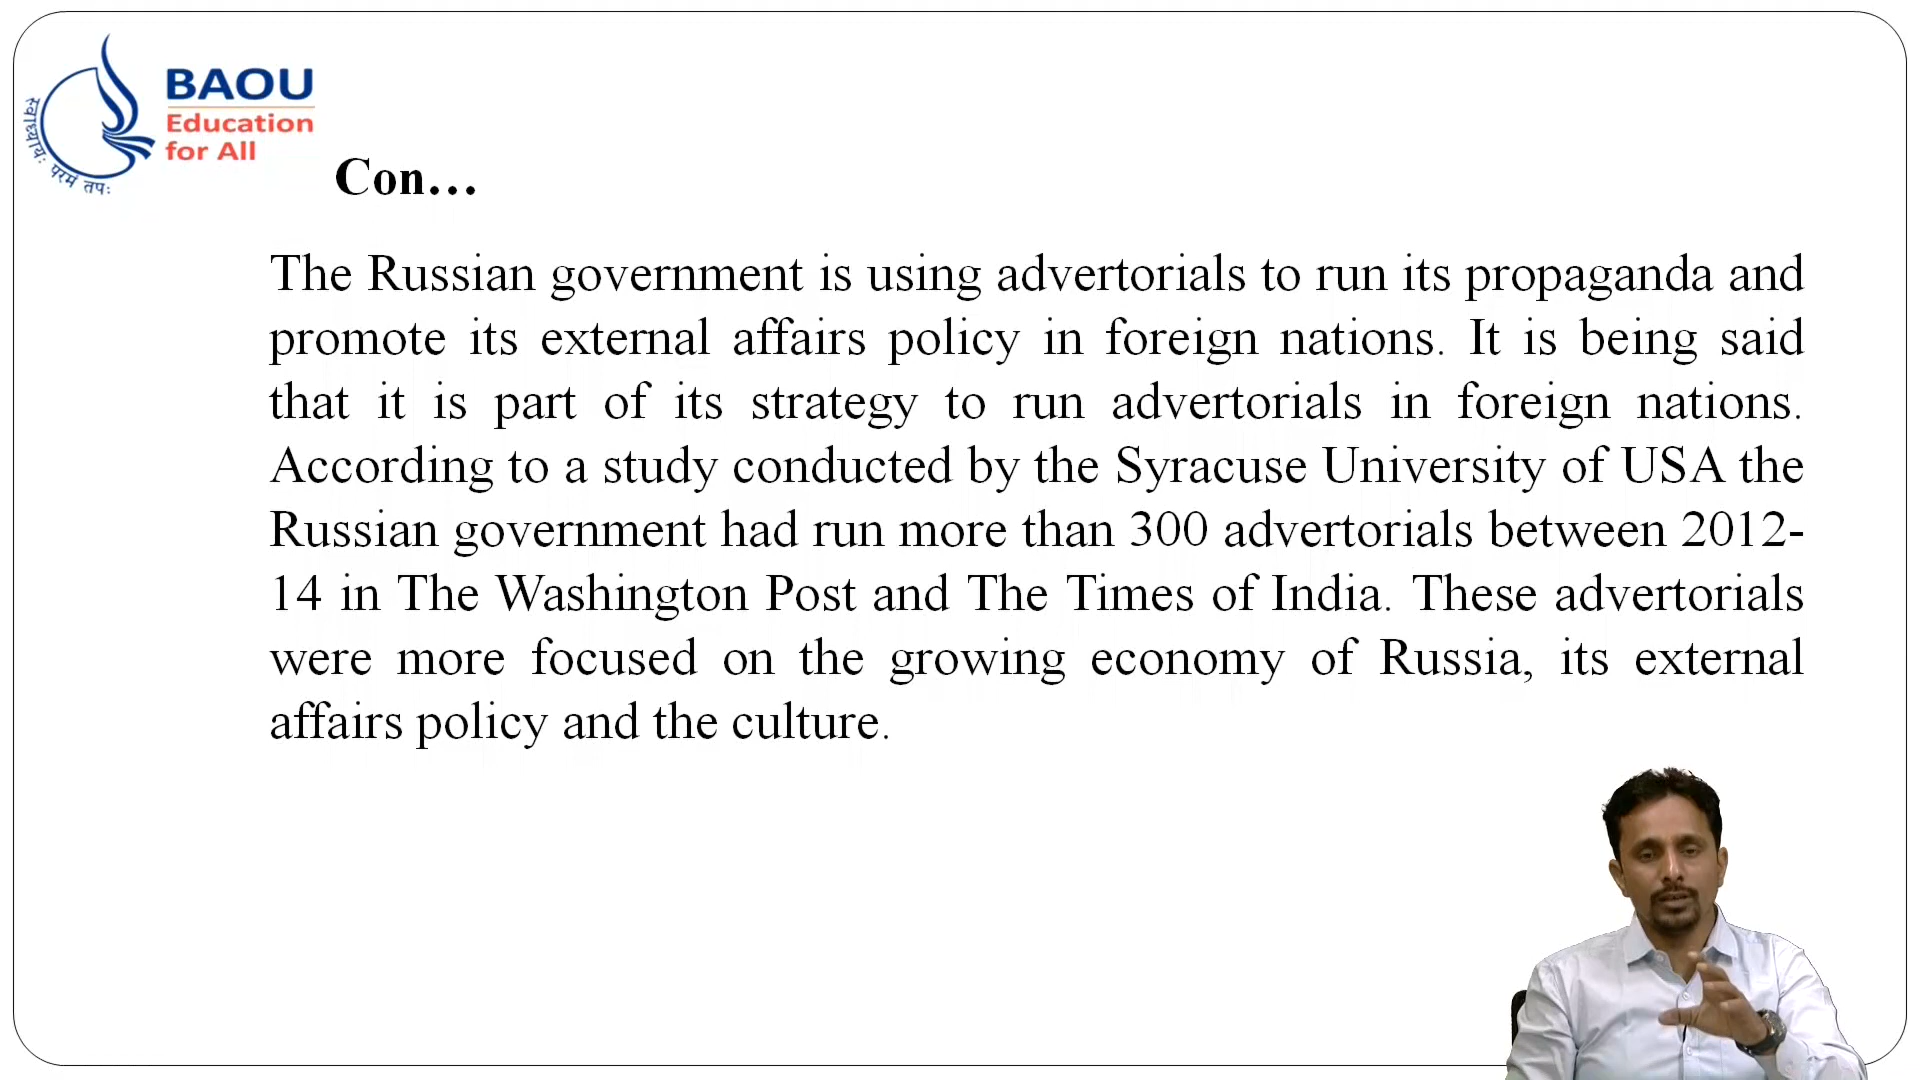 BAOU
Education
for All
स्वाध्यायः परमं तपः
Con…
The Russian government is using advertorials to run its propaganda and
promote its external affairs policy in foreign nations. It is being said
that it is part of its strategy to run advertorials in foreign nations.
According to a study conducted by the Syracuse University of USA the
Russian government had run more than 300 advertorials between 2012-
14 in The Washington Post and The Times of India. These advertorials
were more focused on the growing economy of Russia, its external
affairs policy and the culture.